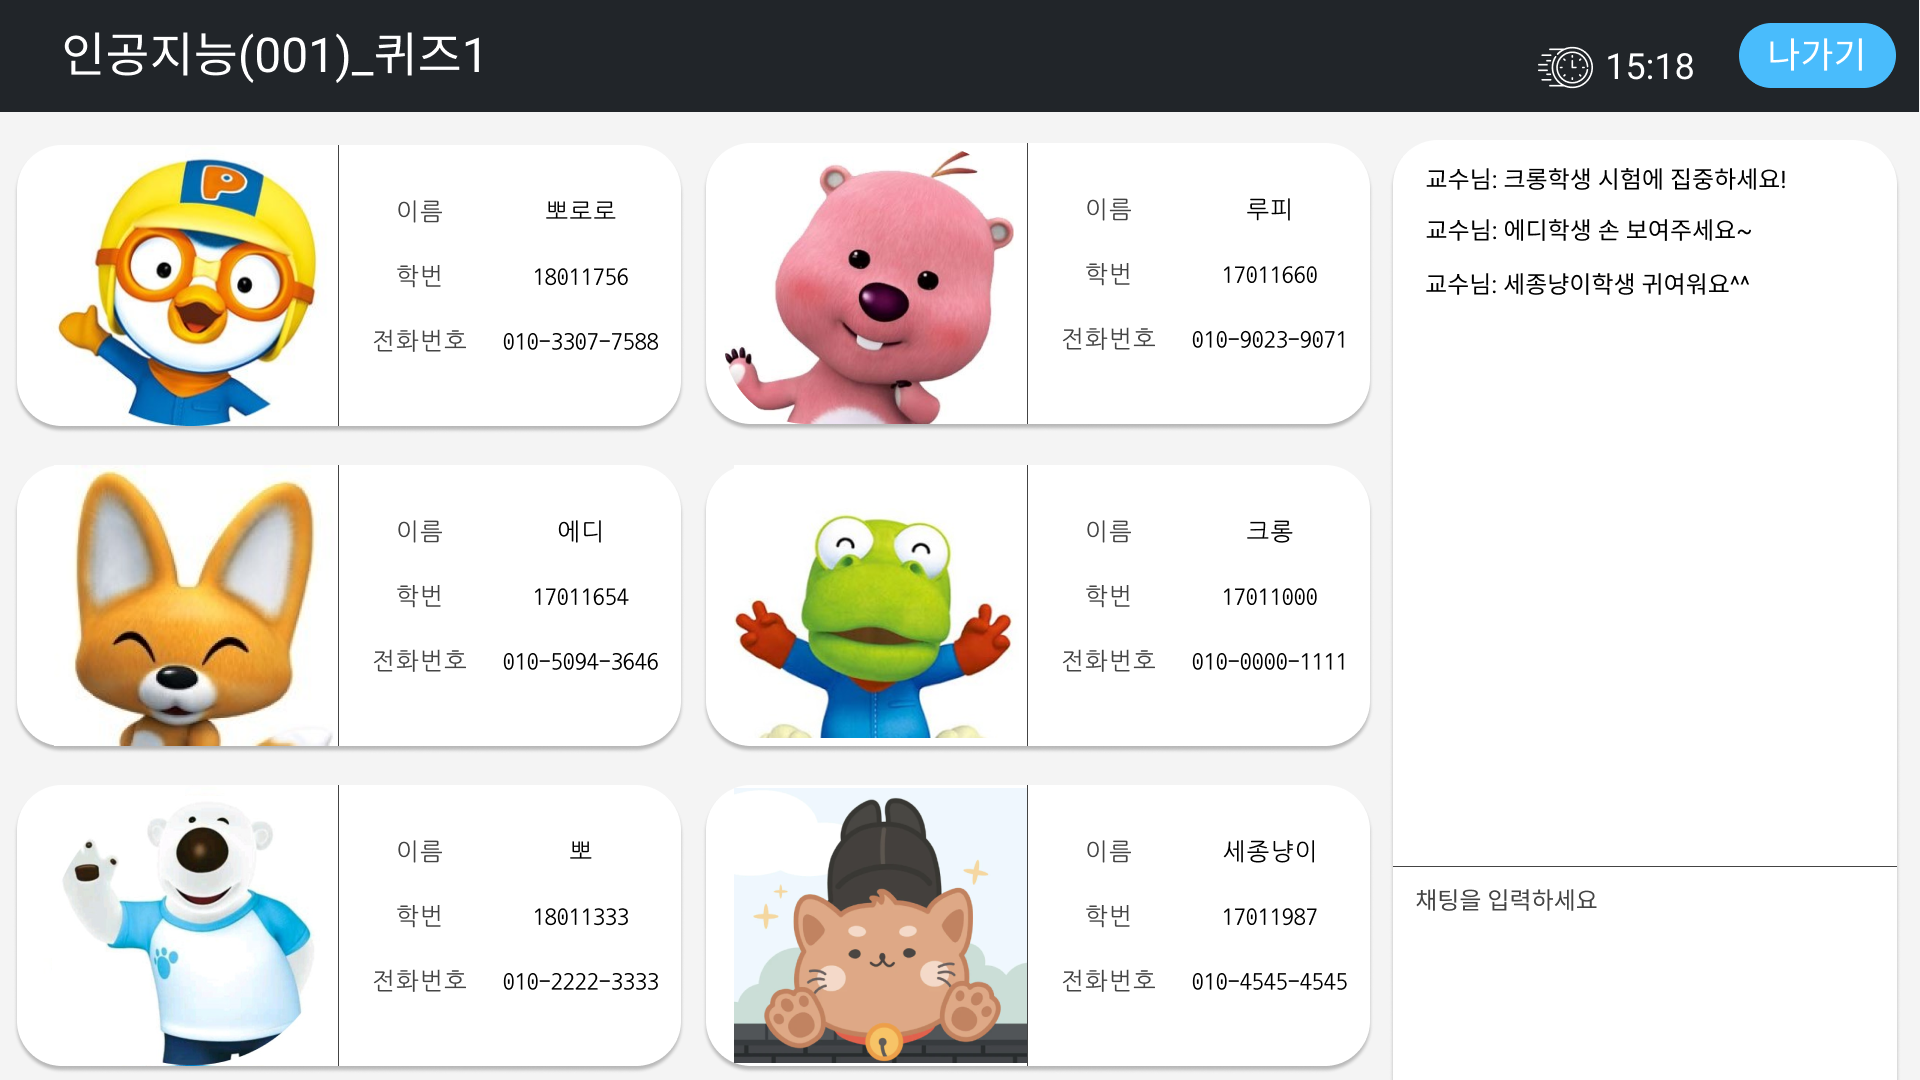 인공지능(001)_퀴즈1
15:18
나가기
P
이름 뽀로로
학번 18011756
전화번호 010-3307-7588
이름 루피
학번 17011660
전화번호 010-9023-9071
이름 에디
학번 17011654
전화번호 010-5094-3646
이름 크롱
학번 17011000
전화번호 010-0000-1111
이름 뽀
학번 18011333
전화번호 010-2222-3333
이름 세종냥이
학번 17011987
전화번호 010-4545-4545
교수님: 크롱학생 시험에 집중하세요!
교수님: 에디학생 손 보여주세요~
교수님: 세종냥이학생 귀여워요^^
채팅을 입력하세요